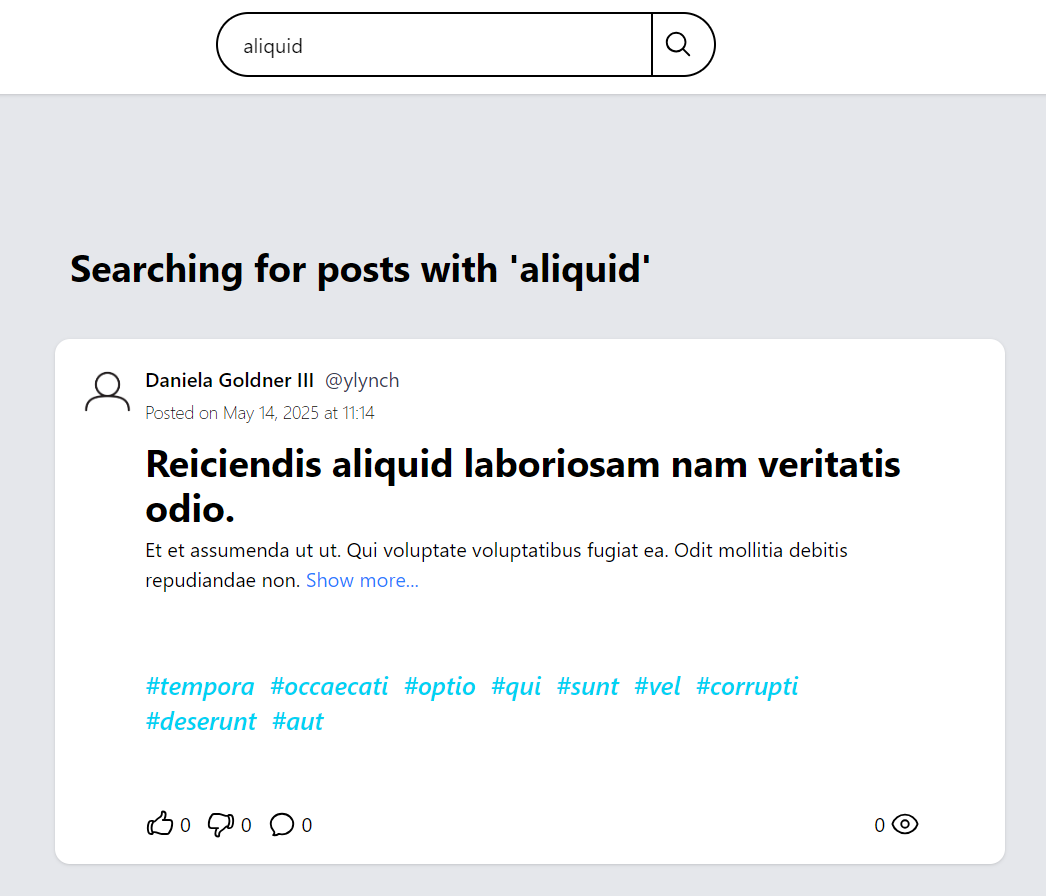 aliquid
Searching for posts with 'aliquid'
Daniela Goldner III @ylynch
Posted on May 14, 2025 at 11:14
Reiciendis aliquid laboriosam nam veritatis
odio.
Et et assumenda ut ut. Qui voluptate voluptatibus fugiat ea. Odit mollitia debitis
repudiandae non. Show more...
#tempora #occaecati #optio #qui #sunt #vel #corrupti
#deserunt #aut
0 0 0 0